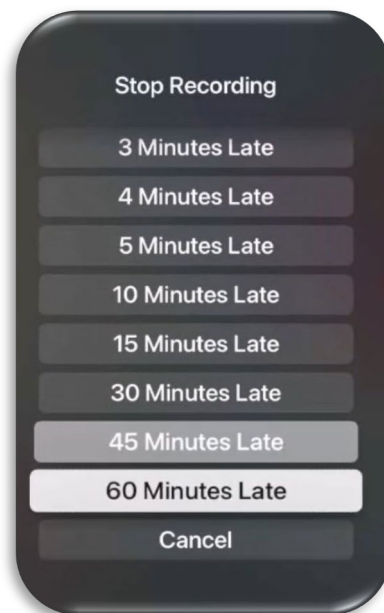 Stop Recording
3 Minutes Late
4 Minutes Late
5 Minutes Late
10 Minutes Late
15 Minutes Late
30 Minutes Late
45 Minutes Late
60 Minutes Late
Cancel